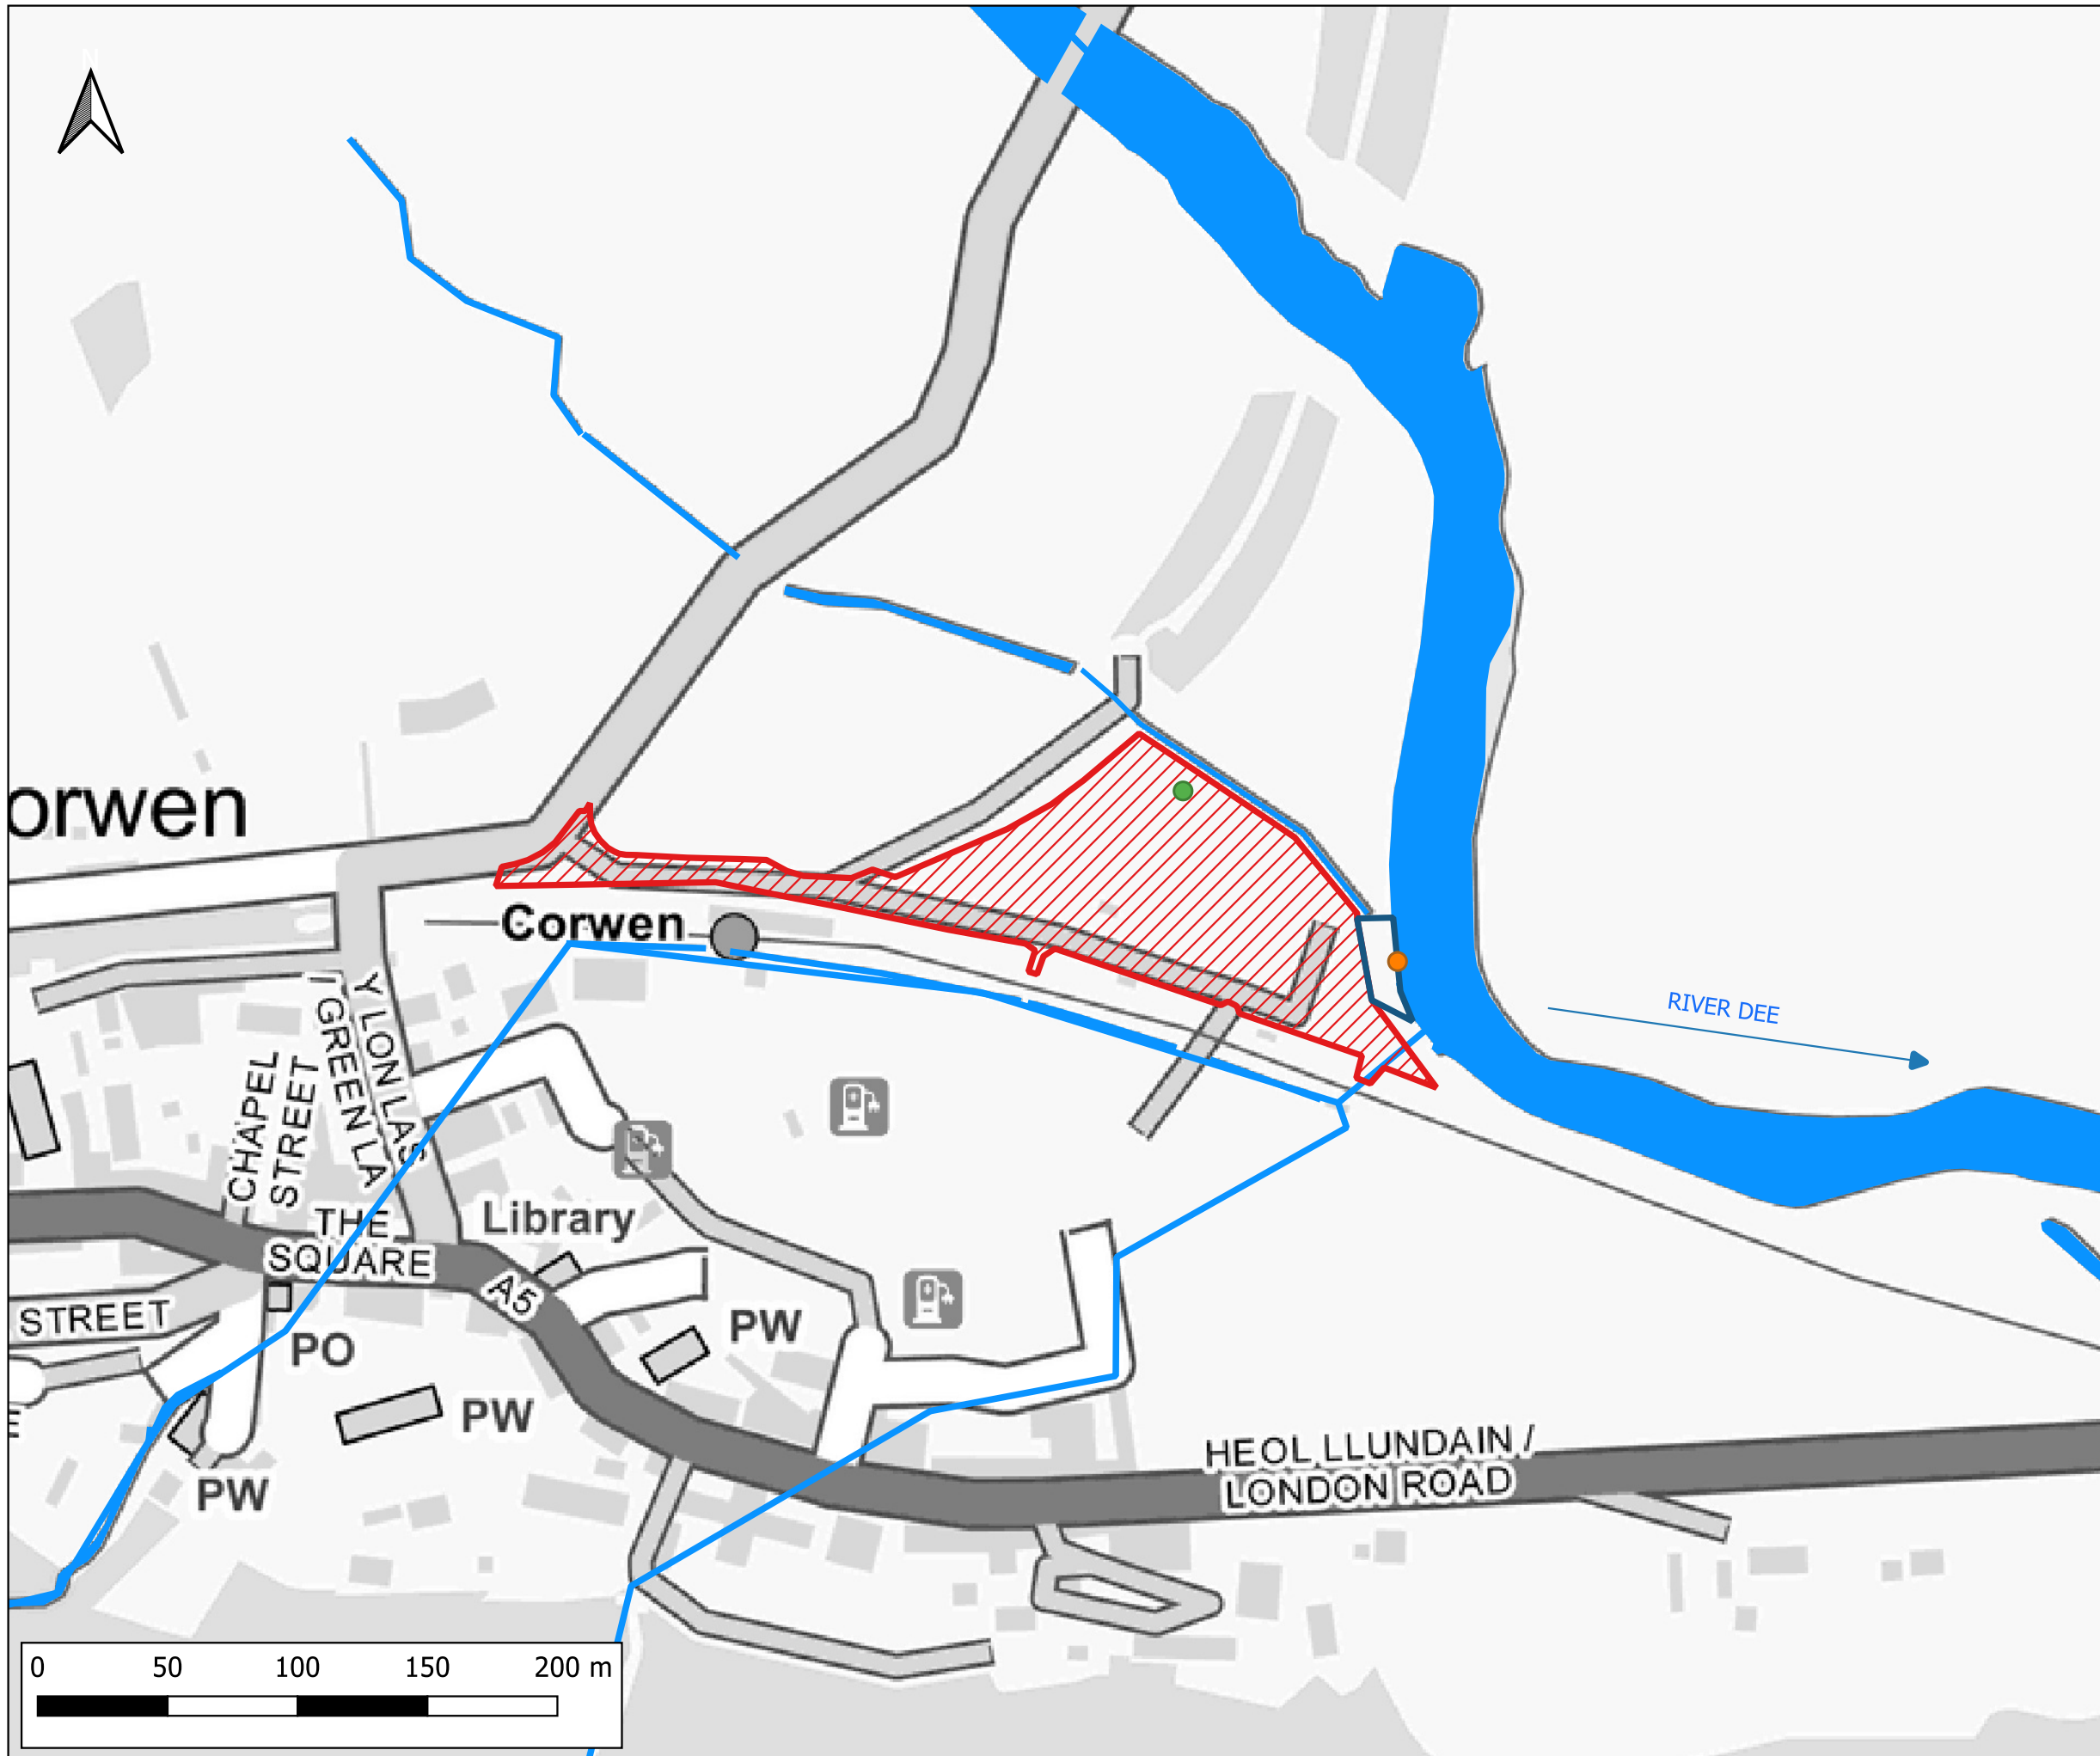 N
orwen
Corwen
RIVER DEE
Y LON LAS
/ GREEN LA
CHAPEL
STREET
THE
SQUARE
Library
A5
STREET
PO
PW
PW
PW
E
HEOL LLUNDAIN /
LONDON ROAD
0 50 100 150 200 m